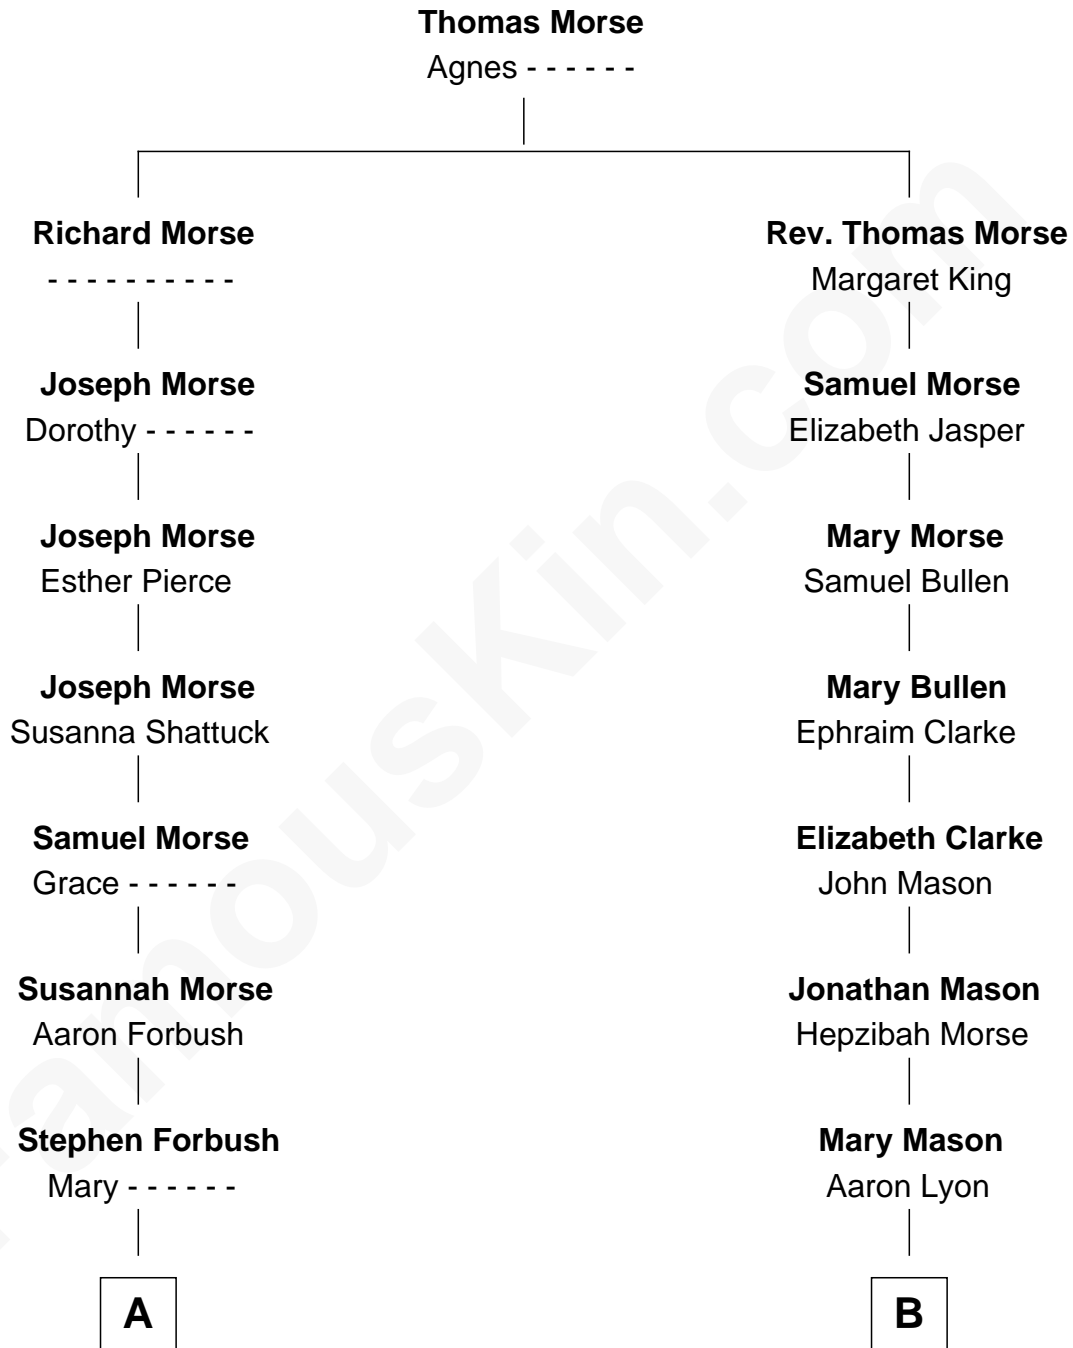 Thomas Morse
Agnes - - - - - -
Richard Morse
- - - - - - - - - -
Rev. Thomas Morse
Margaret King
Joseph Morse
Dorothy - - - - - -
Samuel Morse
Elizabeth Jasper
Joseph Morse
Esther Pierce
Mary Morse
Samuel Bullen
Joseph Morse
Susanna Shattuck
Mary Bullen
Ephraim Clarke
Samuel Morse
Grace - - - - - -
Elizabeth Clarke
John Mason
Susannah Morse
Aaron Forbush
Jonathan Mason
Hepzibah Morse
Stephen Forbush
Mary - - - - - -
Mary Mason
Aaron Lyon
A
B
FamousKin.com